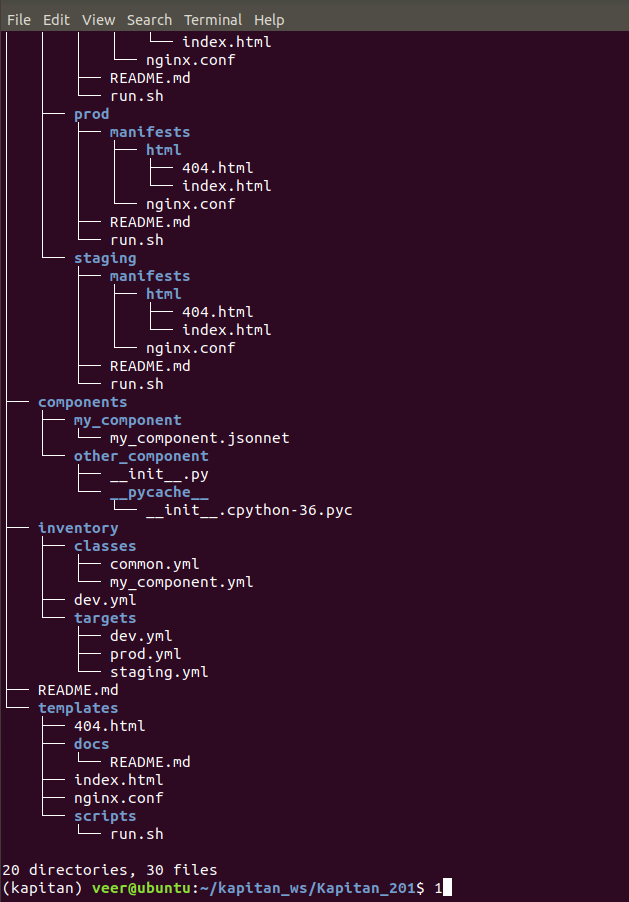 File Edit View Search Terminal Help
│   │   │   │   └── index.html
│   │   │   └── nginx.conf
│   │   ├── README.md
│   │   └── run.sh
│   ├── prod
│   │   ├── manifests
│   │   │   ├── html
│   │   │   │   ├── 404.html
│   │   │   │   └── index.html
│   │   │   └── nginx.conf
│   │   ├── README.md
│   │   └── run.sh
│   └── staging
│       ├── manifests
│       │   ├── html
│       │   │   ├── 404.html
│       │   │   └── index.html
│       │   └── nginx.conf
│       ├── README.md
│       └── run.sh
├── components
│   ├── my_component
│   │   └── my_component.jsonnet
│   └── other_component
│       ├── __init__.py
│       └── __pycache__
│           └── __init__.cpython-36.pyc
├── inventory
│   ├── classes
│   │   ├── common.yml
│   │   └── my_component.yml
│   ├── dev.yml
│   └── targets
│       ├── dev.yml
│       ├── prod.yml
│       └── staging.yml
├── README.md
└── templates
    ├── 404.html
    ├── docs
    │   └── README.md
    ├── index.html
    ├── nginx.conf
    └── scripts
        └── run.sh
20 directories, 30 files
(kapitan) veer@ubuntu:~/kapitan_ws/Kapitan_201$ 1